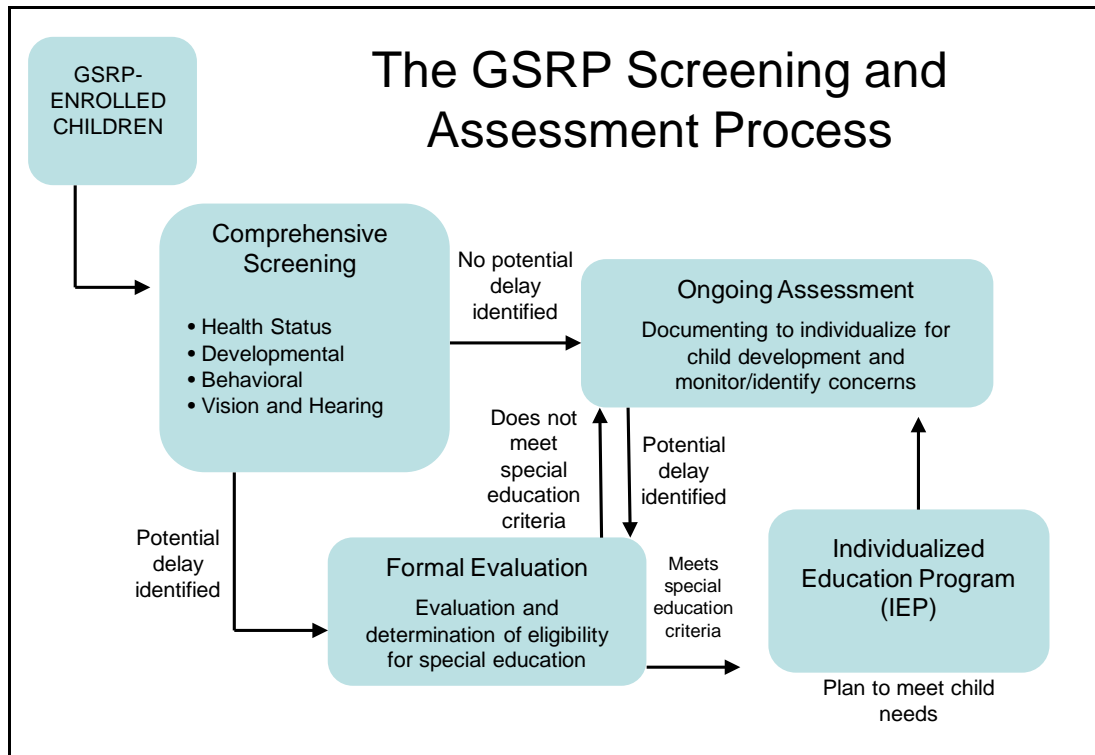 The GSRP Screening and
Assessment Process
GSRP-
ENROLLED
CHILDREN
Comprehensive
Screening
• Health Status
• Developmental
• Behavioral
• Vision and Hearing
No potential
delay
identified
Ongoing Assessment
Documenting to individualize for
child development and
monitor/identify concerns
Does not
meet
special
education
criteria
Potential
delay
identified
Potential
delay
identified
Formal Evaluation
Evaluation and
determination of eligibility
for special education
Meets
special
education
criteria
Individualized
Education Program
(IEP)
Plan to meet child
needs